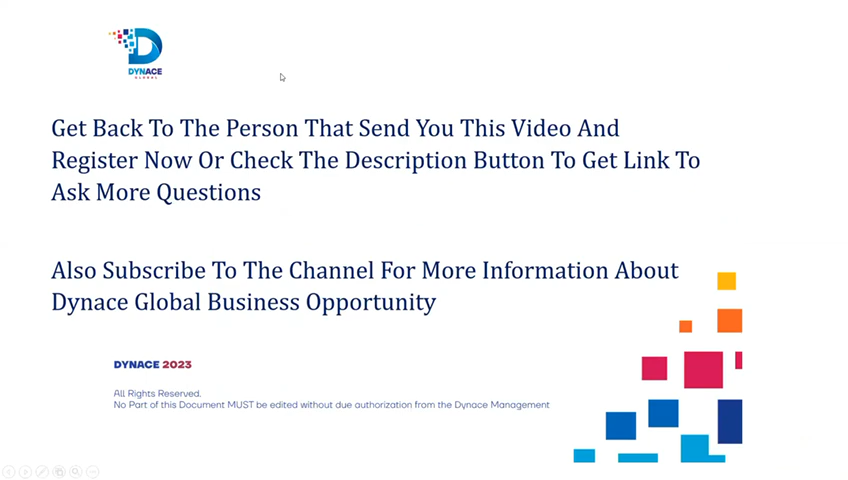 DYNACE
GLOBAL
Get Back To The Person That Send You This Video And
Register Now Or Check The Description Button To Get Link To
Ask More Questions
Also Subscribe To The Channel For More Information About
Dynace Global Business Opportunity
DYNACE 2023
All Rights Reserved.
No Part of this Document MUST be edited without due authorization from the Dynace Management